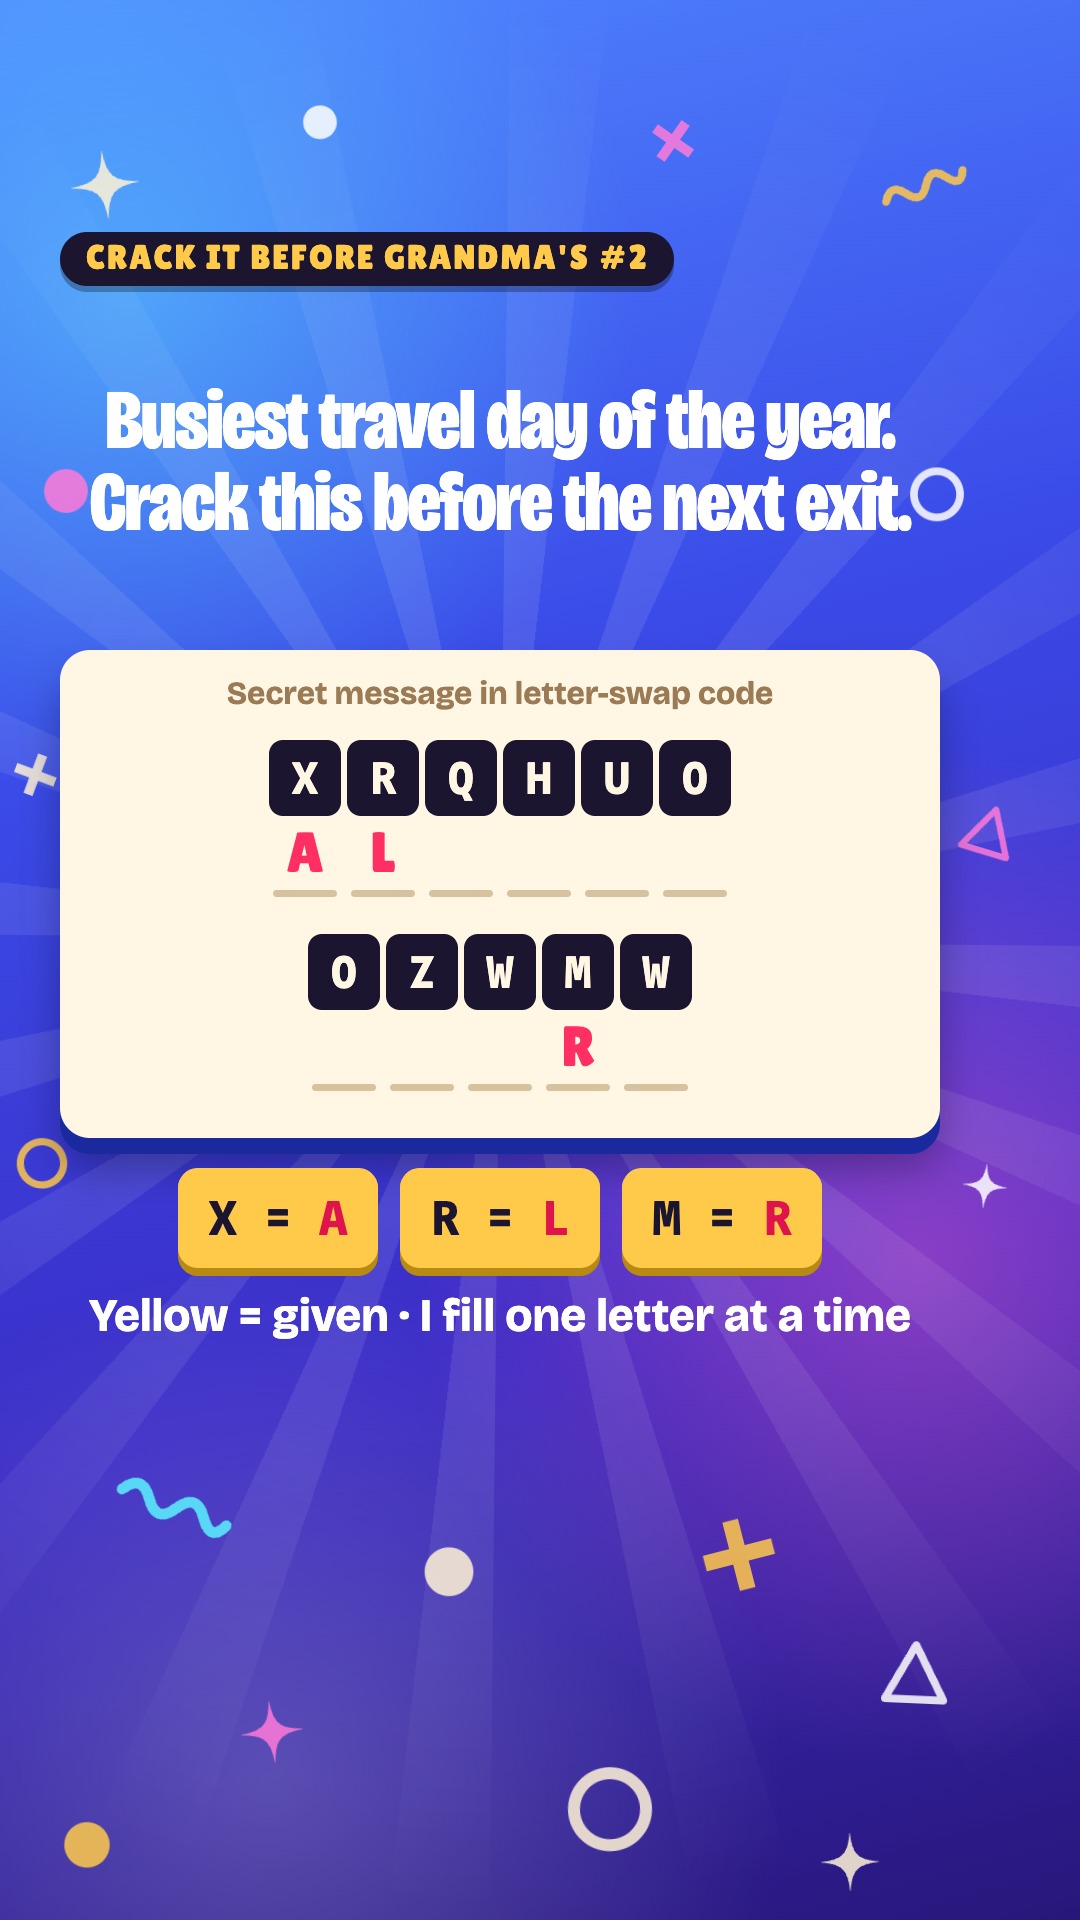 CRACK IT BEFORE GRANDMA'S #2
Busiest travel day of the year.
Crack this before the next exit.
Secret message in letter-swap code
X R Q H U O
A L
O Z W M W
R
X = A R = L M = R
Yellow = given · I fill one letter at a time